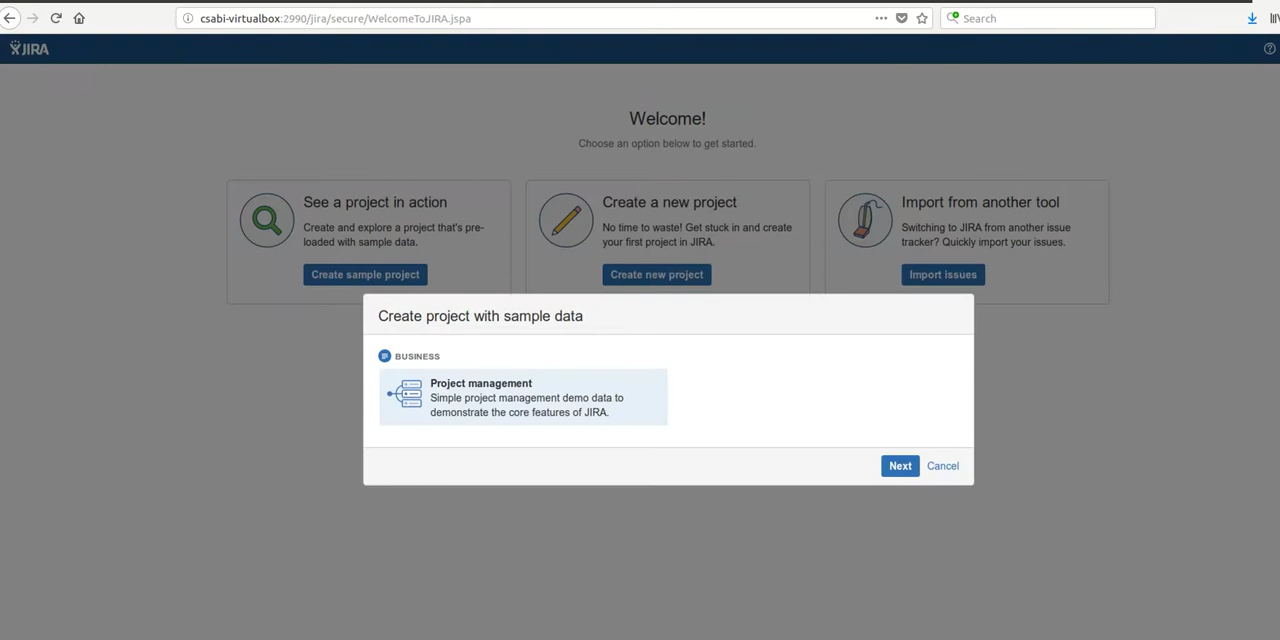 csabi-virtualbox:2990/jira/secure/WelcomeToJIRA.jspa
Search
JIRA
Welcome!
Choose an option below to get started.
See a project in action
Create and explore a project that's pre-
loaded with sample data.
Create sample project
Create a new project
No time to waste! Get stuck in and create
your first project in JIRA.
Create new project
Import from another tool
Switching to JIRA from another issue
tracker? Quickly import your issues.
Import issues
Create project with sample data
BUSINESS
Project management
Simple project management demo data to
demonstrate the core features of JIRA.
Next
Cancel